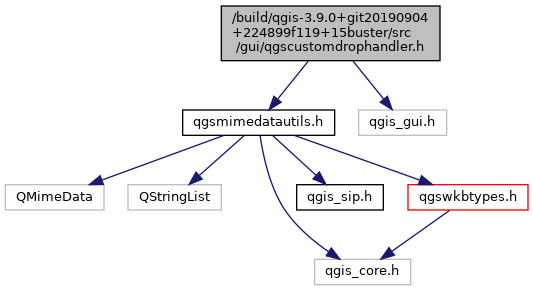 /build/qgis-3.9.0+git20190904
+224899f119+15buster/src
/gui/qgscustomdrophandler.h
qgsmimedatautils.h
qgis_gui.h
QMimeData
QStringList
qgis_sip.h
qgswkbtypes.h
qgis_core.h